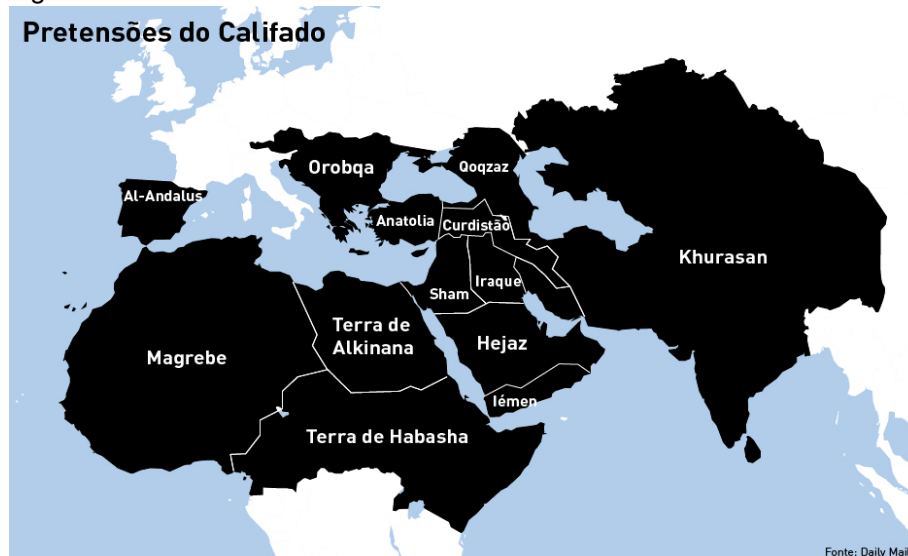 Pretensões do Califado
Orobqa
Qoqzaz
Al-Andalus
Anatolia
Curdistão
Khurasan
Sham
Iraque
Terra de
Alkinana
Hejaz
Magrebe
Iémen
Terra de Habasha
Fonte: Daily Mail